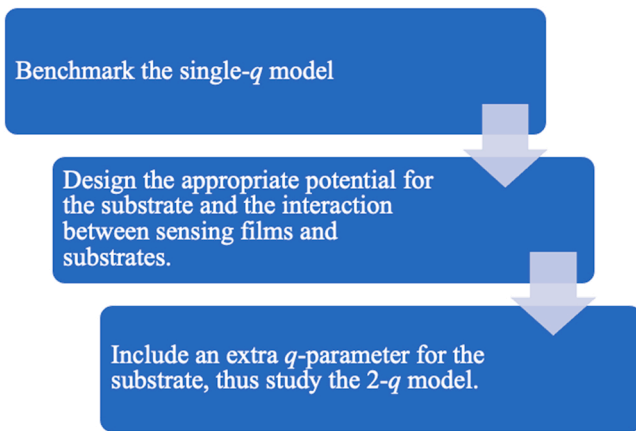 Benchmark the single-q model
Design the appropriate potential for
the substrate and the interaction
between sensing films and
substrates.
Include an extra q-parameter for the
substrate, thus study the 2-q model.